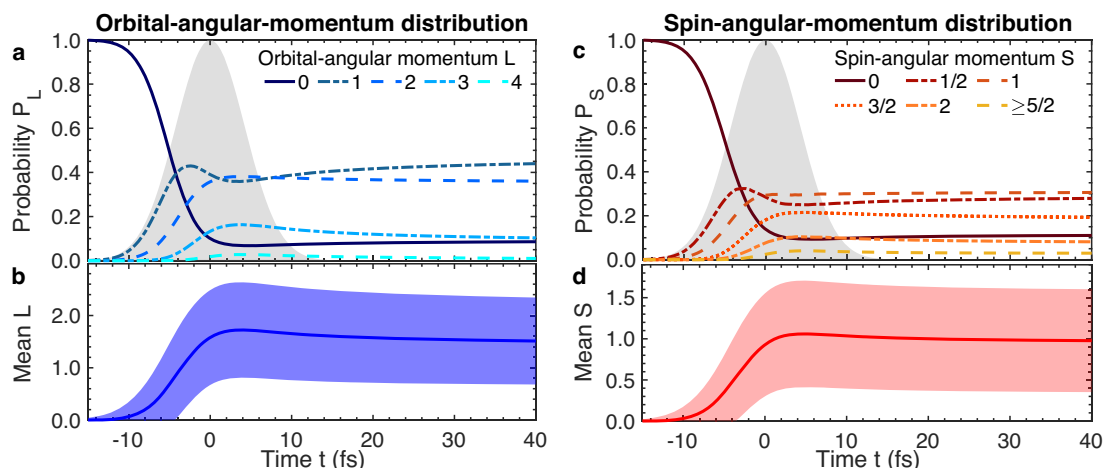 Orbital-angular-momentum distribution
Spin-angular-momentum distribution
a
Probability P_L
1.0
0.8
0.6
0.4
0.2
0.0
Orbital-angular momentum L
0 1 2 3 4
b
Mean L
2.0
1.0
0.0
-10 0 10 20 30 40
Time t (fs)
c
Probability P_S
1.0
0.8
0.6
0.4
0.2
0.0
Spin-angular momentum S
0 1/2 1
3/2 2 ≥5/2
d
Mean S
1.5
1.0
0.5
0.0
-10 0 10 20 30 40
Time t (fs)